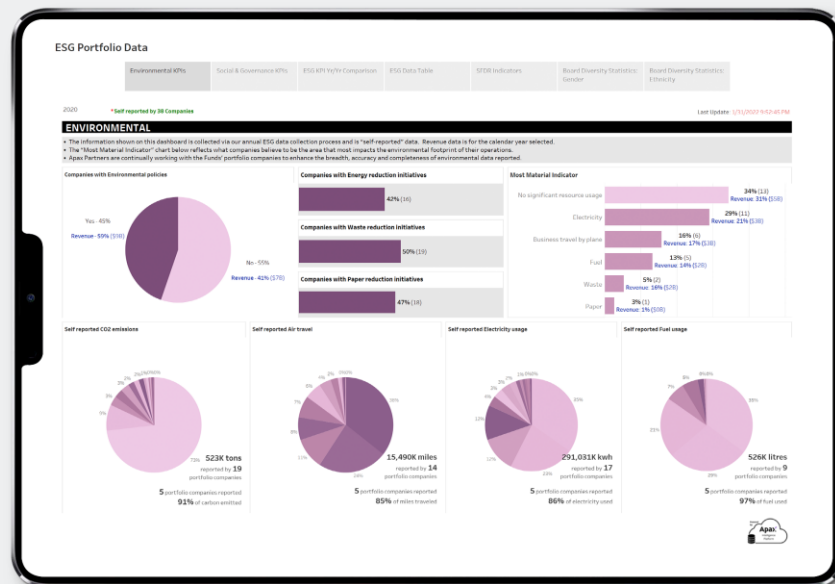 ESG Portfolio Data
Environmental KPIs
Social & Governance KPIs
ESG KPI Yr/Yr Comparison
ESG Data Table
SFDR Indicators
Board Diversity Statistics: Gender
Board Diversity Statistics: Ethnicity
2020
*Self reported by 38 Companies
Last Update: 1/31/2022 9:52:45 PM
ENVIRONMENTAL
• The information shown on this dashboard is collected via our annual ESG data collection process and is "self-reported" data. Revenue data is for the calendar year selected.
• The "Most Material Indicator" chart below reflects what companies believe to be the area that most impacts the environmental footprint of their operations.
• Apax Partners are continually working with the Funds' portfolio companies to enhance the breadth, accuracy and completeness of environmental data reported.
Companies with Environmental policies
Yes - 45%
Revenue - 59%
No - 55%
Revenue - 41% ($7B)
Companies with Energy reduction initiatives
42% (16)
Companies with Waste reduction initiatives
50% (19)
Companies with Paper reduction initiatives
47% (18)
Most Material Indicator
No significant resource usage
34% (13)
Revenue: 31% ($5B)
Electricity
29% (11)
Revenue: 21% ($3B)
Business travel by plane
16% (6)
Revenue: 17% ($3B)
Fuel
13% (5)
Revenue: 14% ($2B)
Waste
5% (2)
Revenue: 16% ($2B)
Paper
3% (1)
Revenue: 1% ($0B)
Self reported CO2 emissions
73%
523K tons
reported by 19
portfolio companies
5 portfolio companies reported
91% of carbon emitted
Self reported Air travel
15,490K miles
reported by 14
portfolio companies
5 portfolio companies reported
85% of miles traveled
Self reported Electricity usage
291,031K kwh
reported by 17
portfolio companies
5 portfolio companies reported
86% of electricity used
Self reported Fuel usage
526K litres
reported by 9
portfolio companies
5 portfolio companies reported
97% of fuel used
Apax